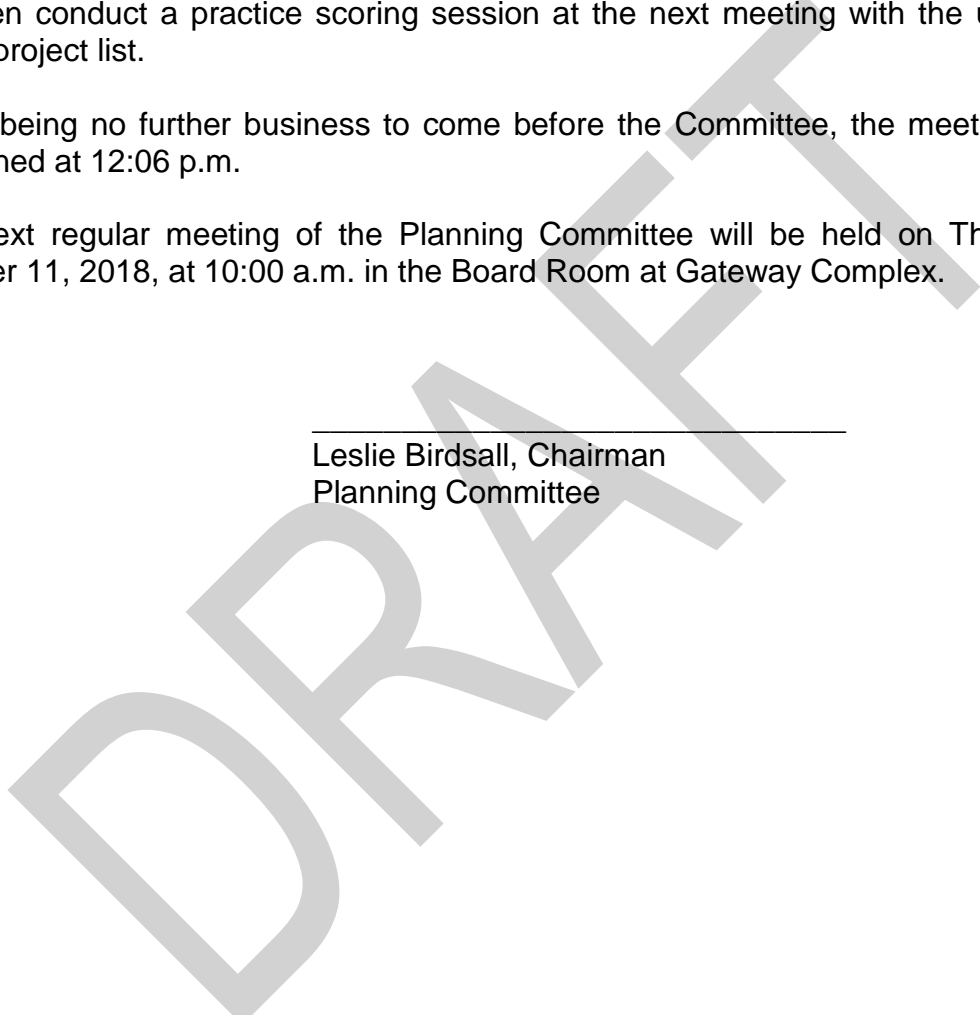 en conduct a practice scoring session at the next meeting with the u
project list.
being no further business to come before the Committee, the meet
ned at 12:06 p.m.
ext regular meeting of the Planning Committee will be held on Th
er 11, 2018, at 10:00 a.m. in the Board Room at Gateway Complex.
Leslie Birdsall, Chairman
Planning Committee
DRAFT